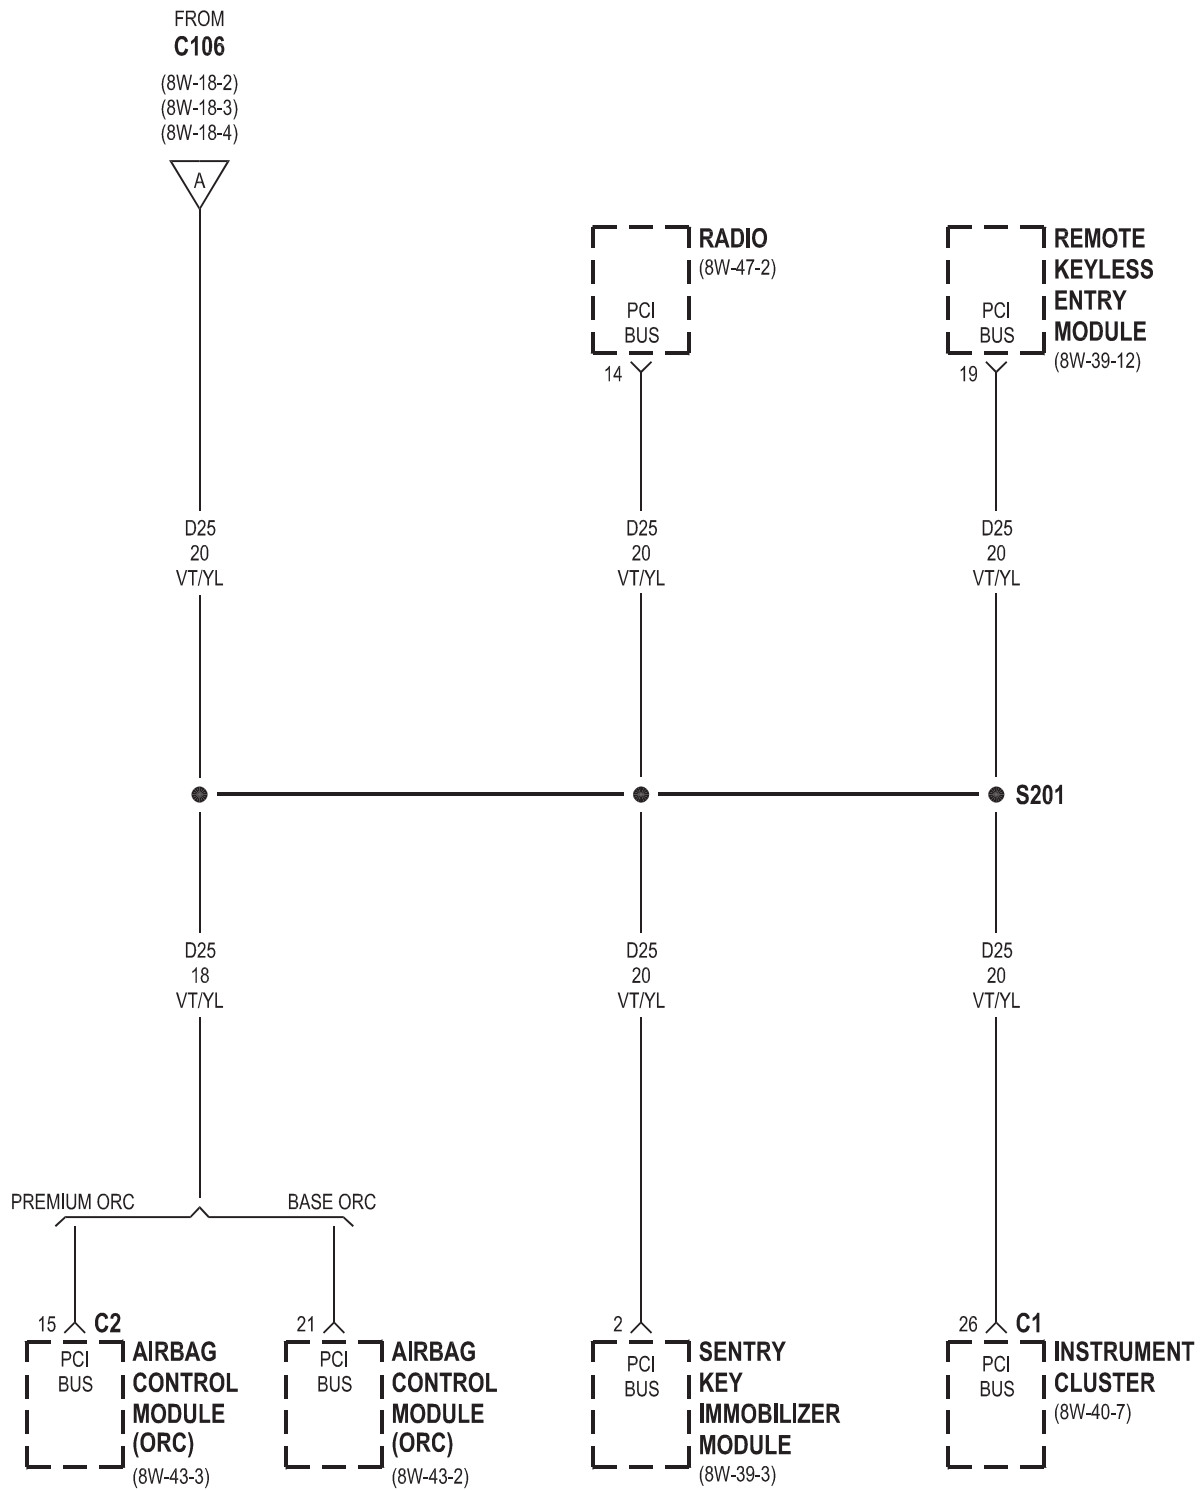 FROM
C106
(8W-18-2)
(8W-18-3)
(8W-18-4)
A
RADIO
(8W-47-2)
PCI
BUS
14
REMOTE
KEYLESS
ENTRY
MODULE
(8W-39-12)
PCI
BUS
19
D25
20
VT/YL
D25
20
VT/YL
D25
20
VT/YL
S201
D25
18
VT/YL
D25
20
VT/YL
D25
20
VT/YL
PREMIUM ORC
BASE ORC
15
C2
PCI
BUS
AIRBAG
CONTROL
MODULE
(ORC)
(8W-43-3)
21
PCI
BUS
AIRBAG
CONTROL
MODULE
(ORC)
(8W-43-2)
2
PCI
BUS
SENTRY
KEY
IMMOBILIZER
MODULE
(8W-39-3)
26
C1
PCI
BUS
INSTRUMENT
CLUSTER
(8W-40-7)